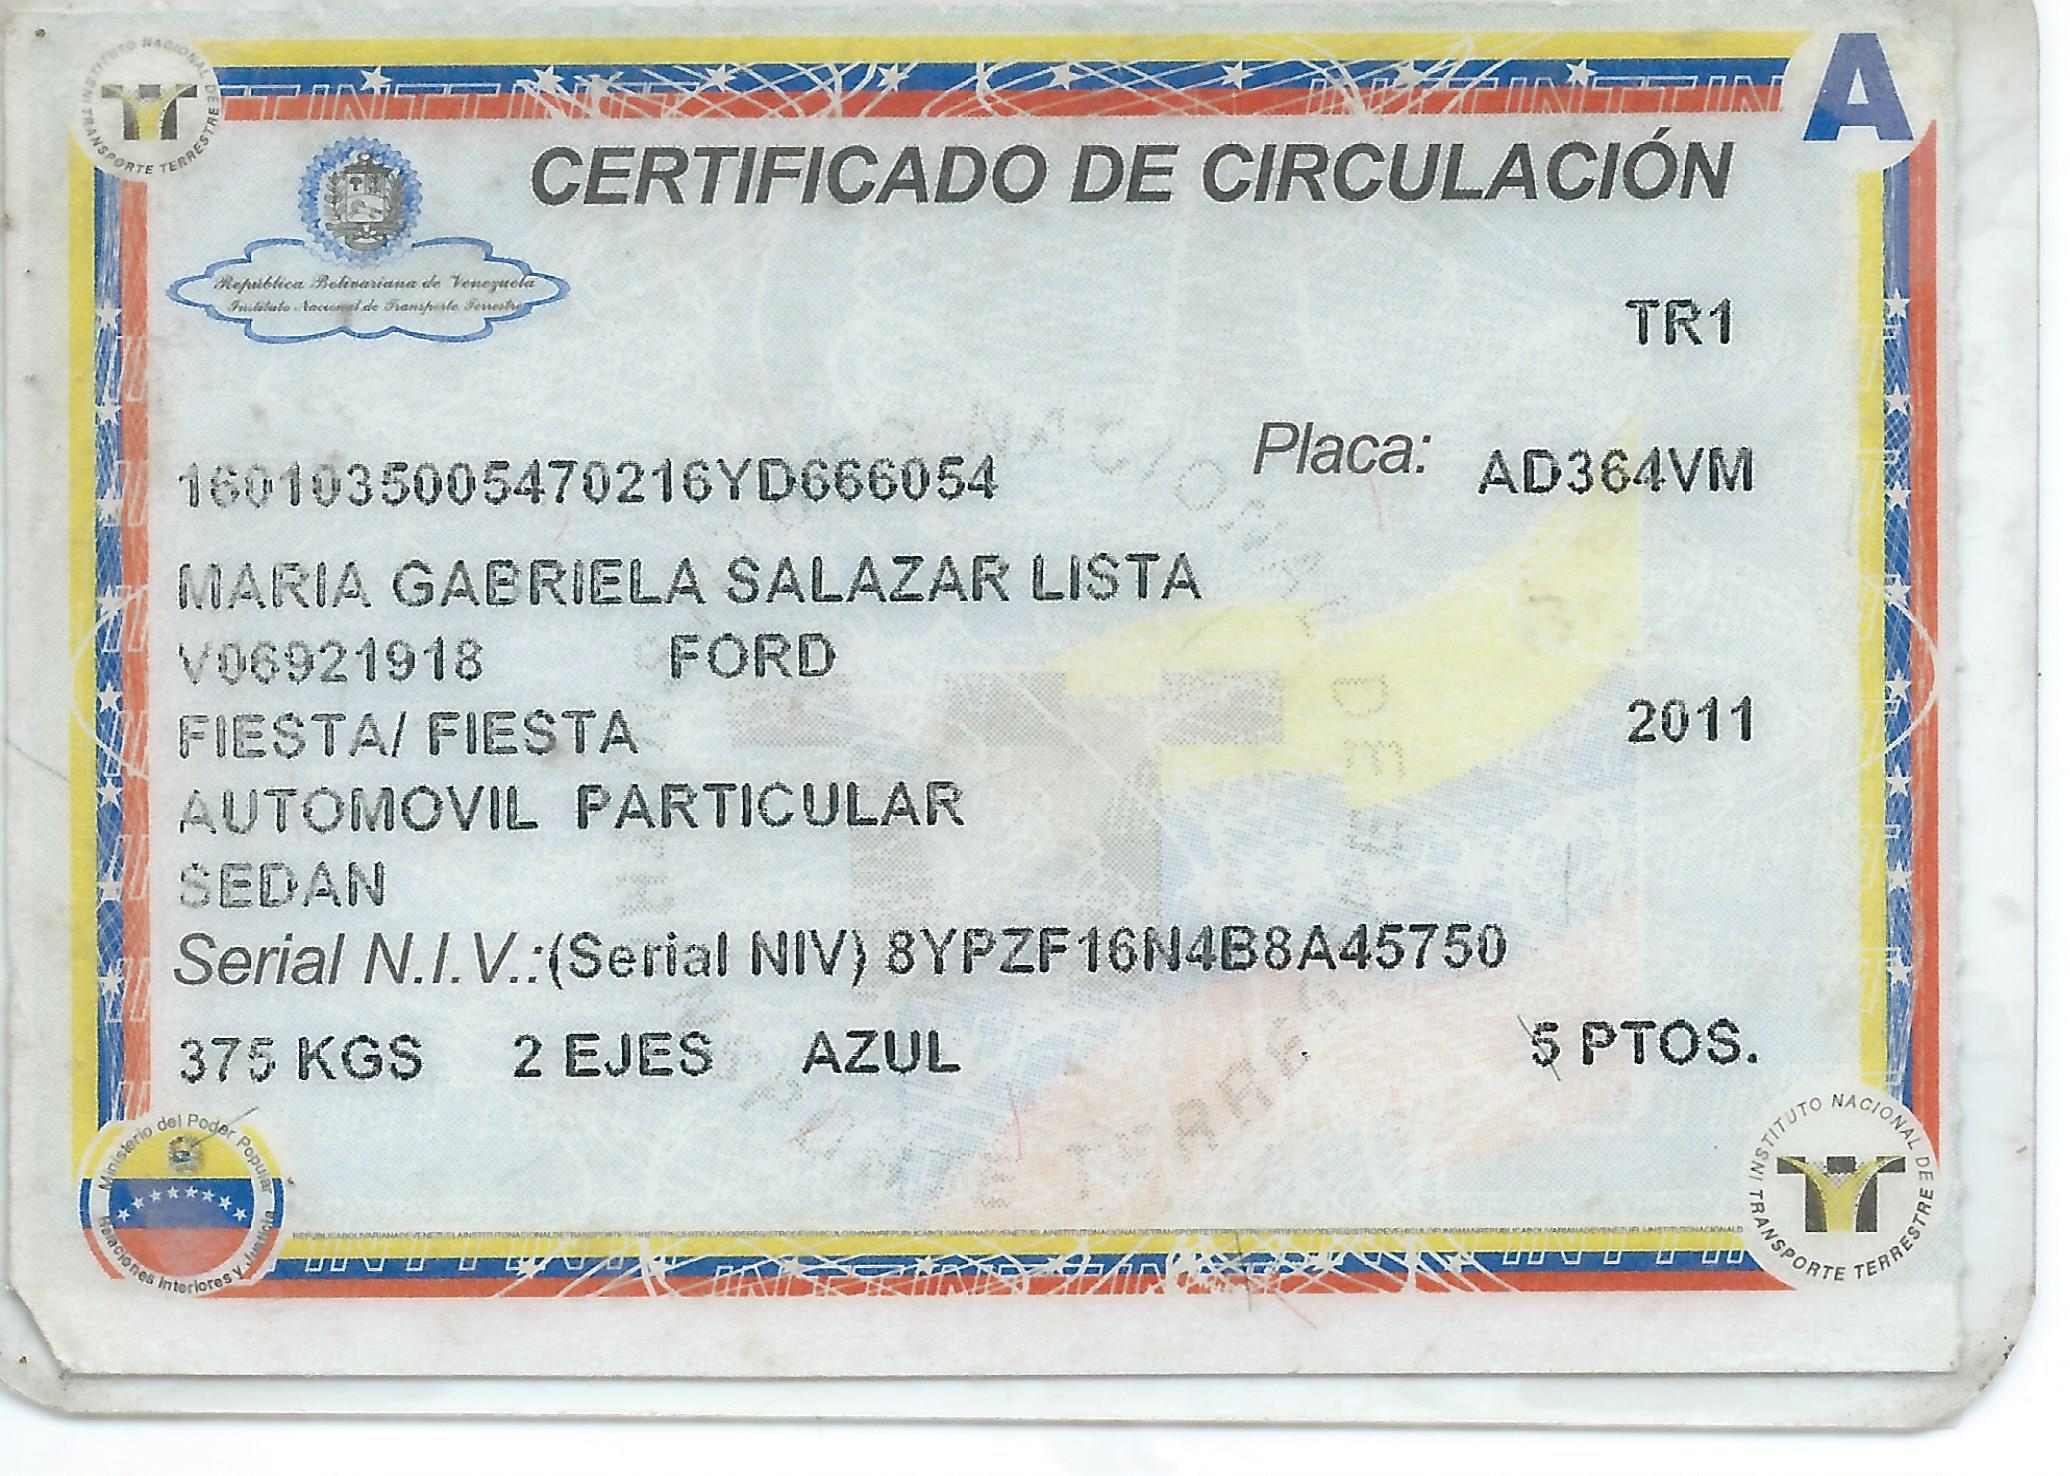 INSTITUTO NACIONAL DE TRANSPORTE TERRESTRE
A
CERTIFICADO DE CIRCULACIÓN
República Bolivariana de Venezuela
Instituto Nacional de Transporte Terrestre
TR1
Placa: AD364VM
1601035005470216YD666054
MARIA GABRIELA SALAZAR LISTA
V06921918 FORD
FIESTA/ FIESTA 2011
AUTOMOVIL PARTICULAR
SEDAN
Serial N.I.V.:(Serial NIV) 8YPZF16N4B8A45750
375 KGS 2 EJES AZUL 5 PTOS.
Ministerio del Poder Popular
Relaciones Interiores y Justicia
INSTITUTO NACIONAL DE TRANSPORTE TERRESTRE